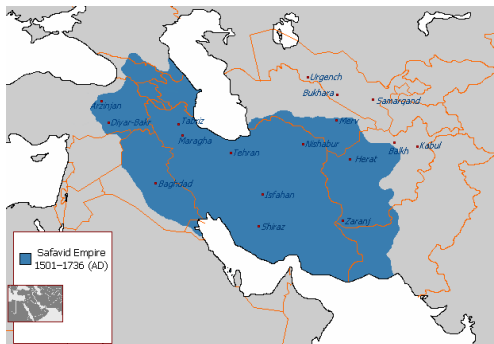 Urgench
Bukhara
Samarqand
Arzinjan
Diyar-Bakr
Tabriz
Maragha
Merv
Nishabur
Tehran
Herat
Balkh
Kabul
Baghdad
Isfahan
Shiraz
Zaranj
Safavid Empire
1501–1736 (AD)